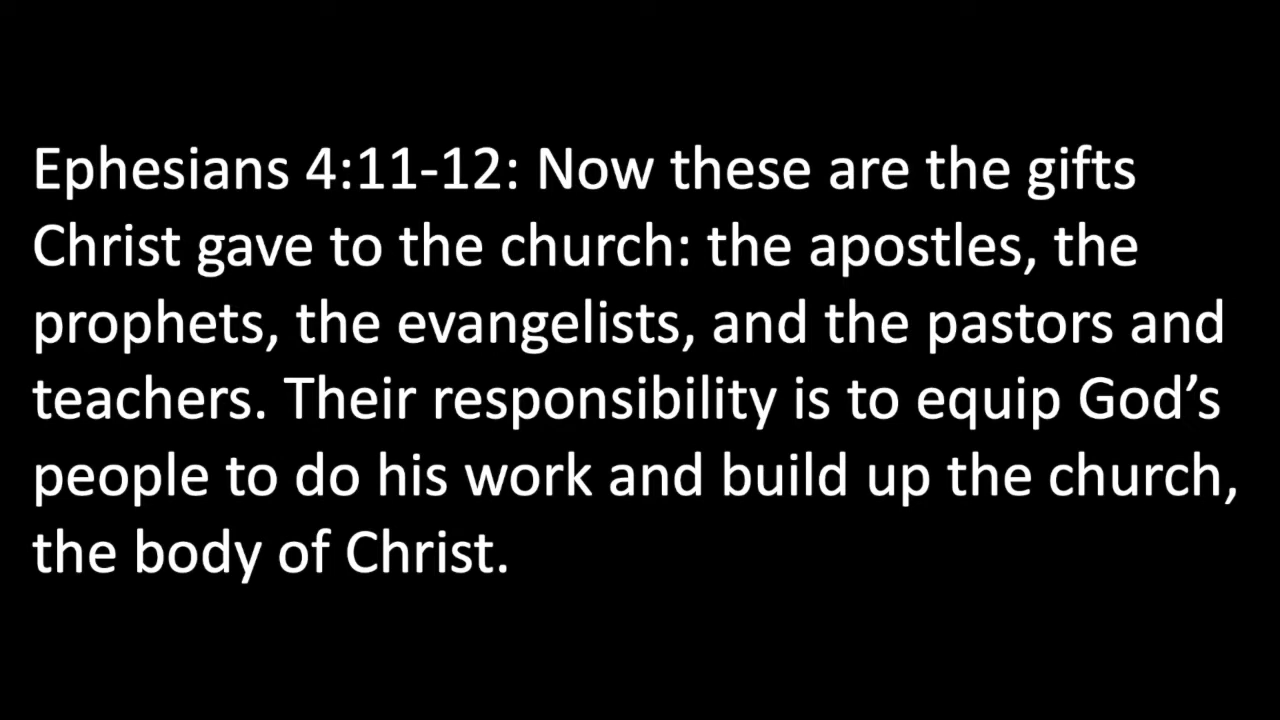 Ephesians 4:11-12: Now these are the gifts
Christ gave to the church: the apostles, the
prophets, the evangelists, and the pastors and
teachers. Their responsibility is to equip God’s
people to do his work and build up the church,
the body of Christ.